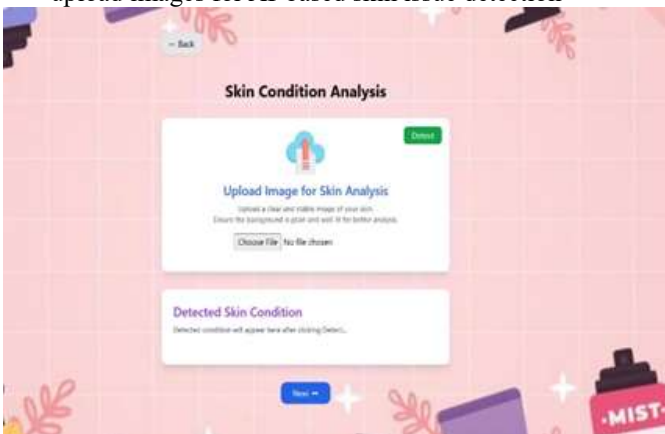 upload images for AI-based skin issue detection
← Back
Skin Condition Analysis
Detect
Upload Image for Skin Analysis
Upload a clear and visible image of your skin.
Ensure the background is plain and well lit for better analysis.
Choose File No file chosen
Detected Skin Condition
Detected condition will appear here after clicking Detect...
Next →
MIST